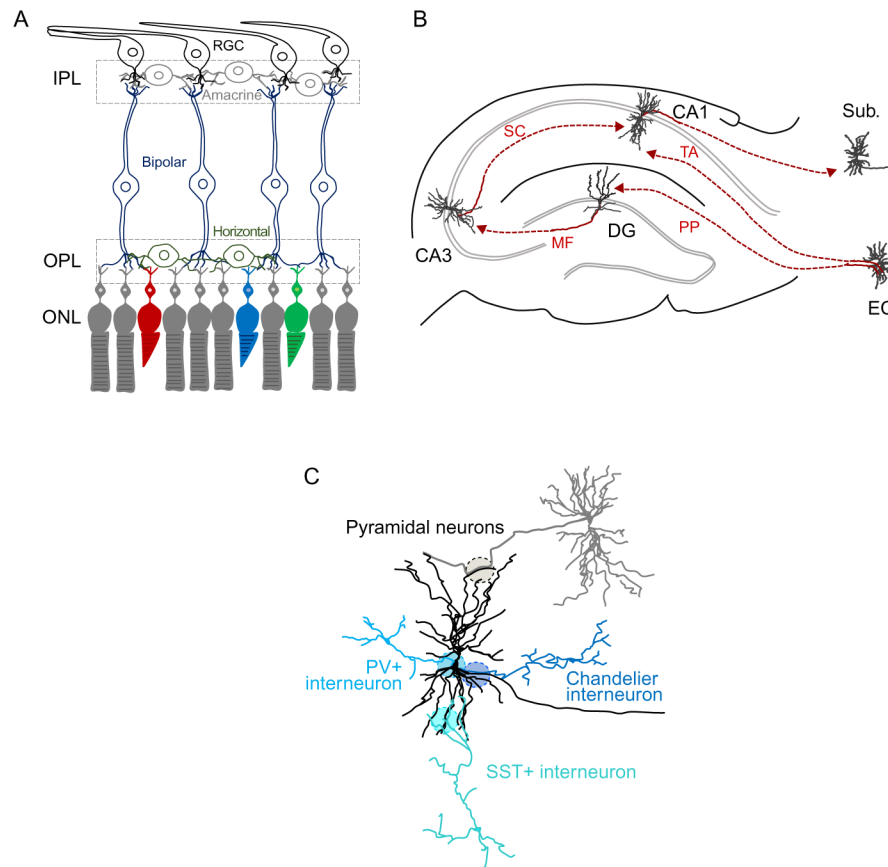 A
RGC
IPL
Amacrine
Bipolar
Horizontal
OPL
ONL
B
CA1
Sub.
SC
TA
CA3
MF
DG
PP
EC
C
Pyramidal neurons
PV+
interneuron
Chandelier
interneuron
SST+ interneuron